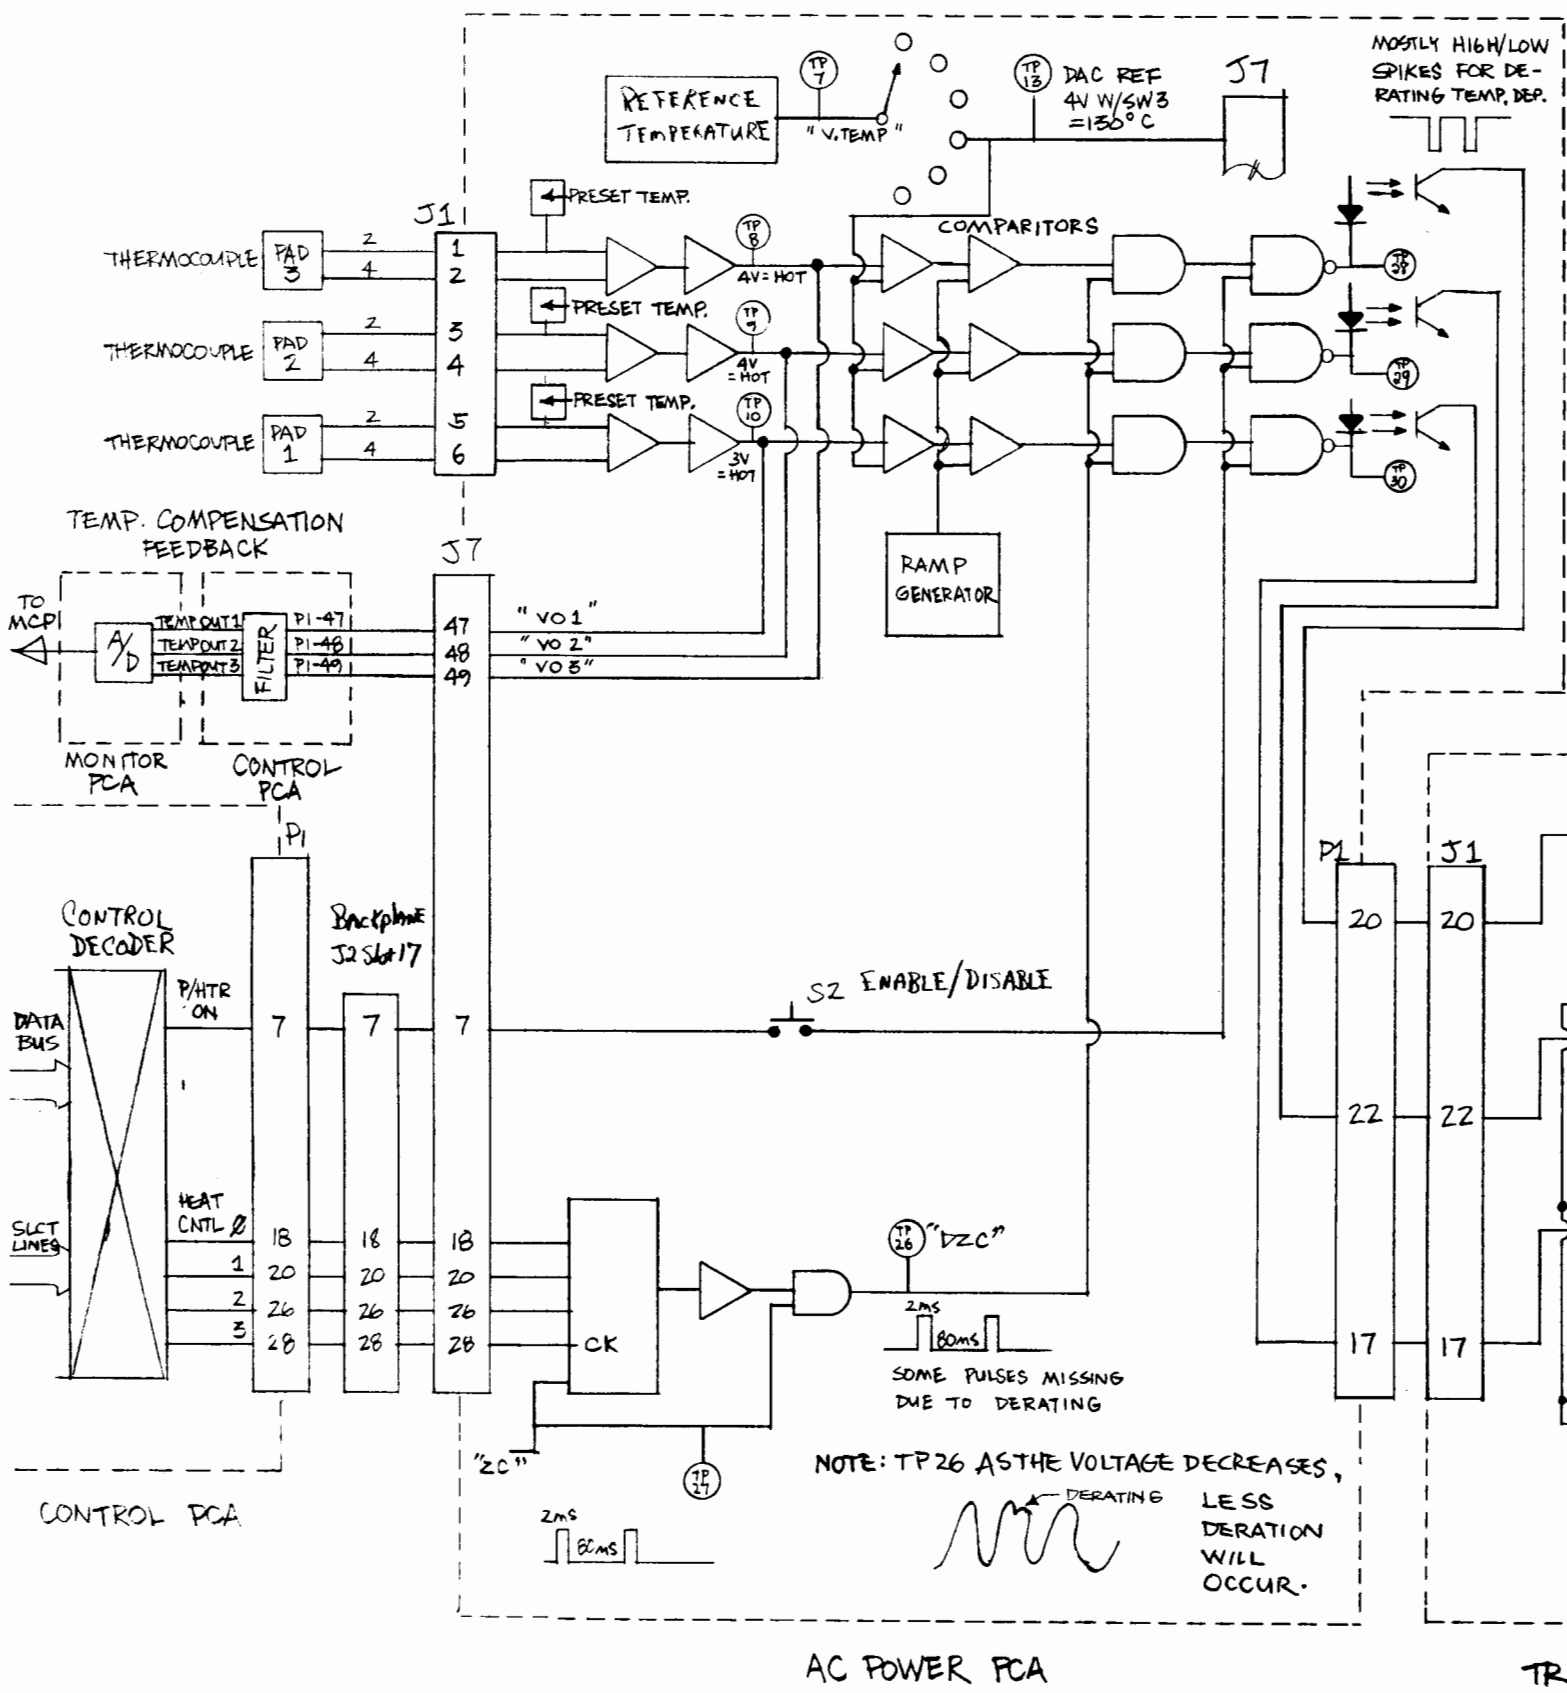 MOSTLY HIGH/LOW
SPIKES FOR DE-
RATING TEMP. DEP.
REFERENCE
TEMPERATURE
TP
7
"V.TEMP"
TP
13
DAC REF
4V W/SW3
=130°C
J7
PRESET TEMP.
J1
THERMOCOUPLE
PAD
3
2
4
1
2
TP
8
4V=HOT
COMPARITORS
TP
28
PRESET TEMP.
THERMOCOUPLE
PAD
2
2
4
3
4
TP
9
4V
=HOT
TP
29
PRESET TEMP.
THERMOCOUPLE
PAD
1
2
4
5
6
TP
10
3V
=HOT
TP
30
TEMP. COMPENSATION
FEEDBACK
J7
RAMP
GENERATOR
TO
MCP
A/D
TEMPOUT1
TEMPOUT2
TEMPOUT3
FILTER
P1-47
P1-48
P1-49
47
48
49
"VO1"
"VO2"
"VO3"
MONITOR
PCA
CONTROL
PCA
P1
P1
J1
CONTROL
DECODER
Backplane
J2 Slot 17
20
20
DATA
BUS
P/HTR
ON
7
7
7
S2 ENABLE/DISABLE
22
22
SLCT
LINES
HEAT
CNTL 0
18
18
18
1
20
20
20
2
26
26
26
3
28
28
28
CK
TP
26
"DZC"
2ms
80ms
17
17
SOME PULSES MISSING
DUE TO DERATING
"ZC"
TP
27
NOTE: TP26 AS THE VOLTAGE DECREASES,
DERATING
LESS
DERATION
WILL
OCCUR.
CONTROL PCA
2ms
80ms
AC POWER PCA
TR